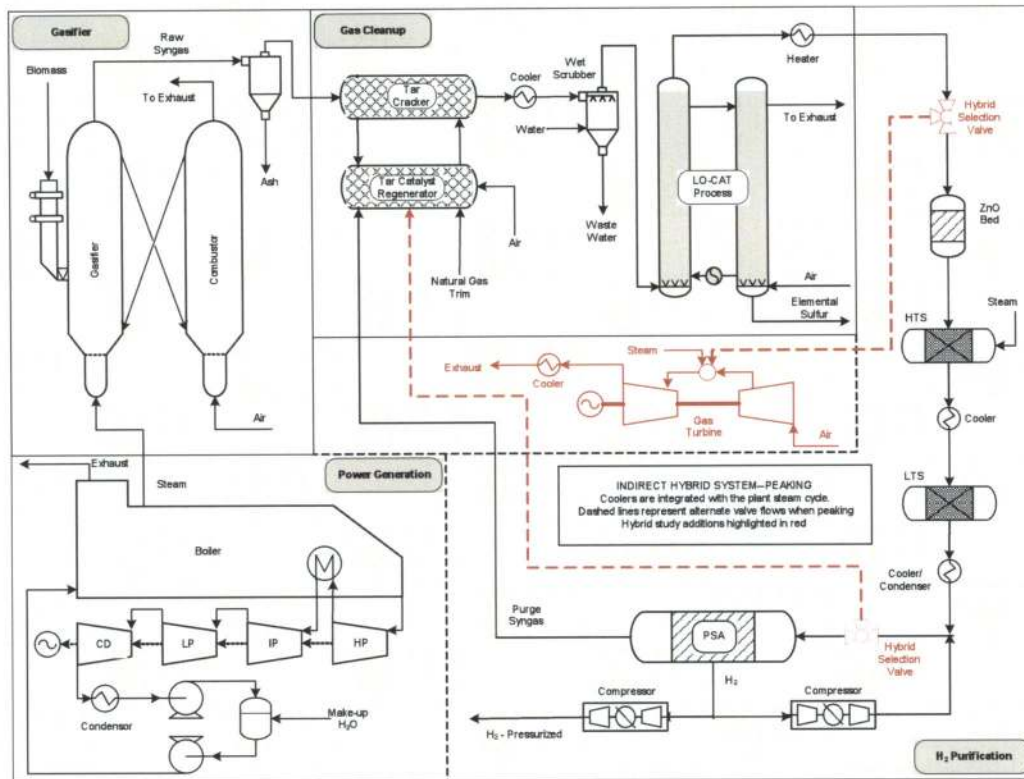 Gasifier
Raw
Syngas
Biomass
To Exhaust
Ash
Gasifier
Combustor
Air
Gas Cleanup
Tar
Cracker
Cooler
Wet
Scrubber
Water
Tar Catalyst
Regenerator
Waste
Water
Air
Natural Gas
Trim
LO-CAT
Process
To Exhaust
Air
Elemental
Sulfur
Heater
Hybrid
Selection
Valve
ZnO
Bed
Steam
HTS
Cooler
LTS
Cooler/
Condenser
Exhaust
Cooler
Steam
Gas
Turbine
Air
INDIRECT HYBRID SYSTEM—PEAKING
Coolers are integrated with the plant steam cycle.
Dashed lines represent alternate valve flows when peaking
Hybrid study additions highlighted in red
Exhaust
Steam
Power Generation
Boiler
M
CD
LP
IP
HP
Condensor
Make-up
H2O
Purge
Syngas
PSA
Hybrid
Selection
Valve
H2
Compressor
Compressor
H2 - Pressurized
H2 Purification